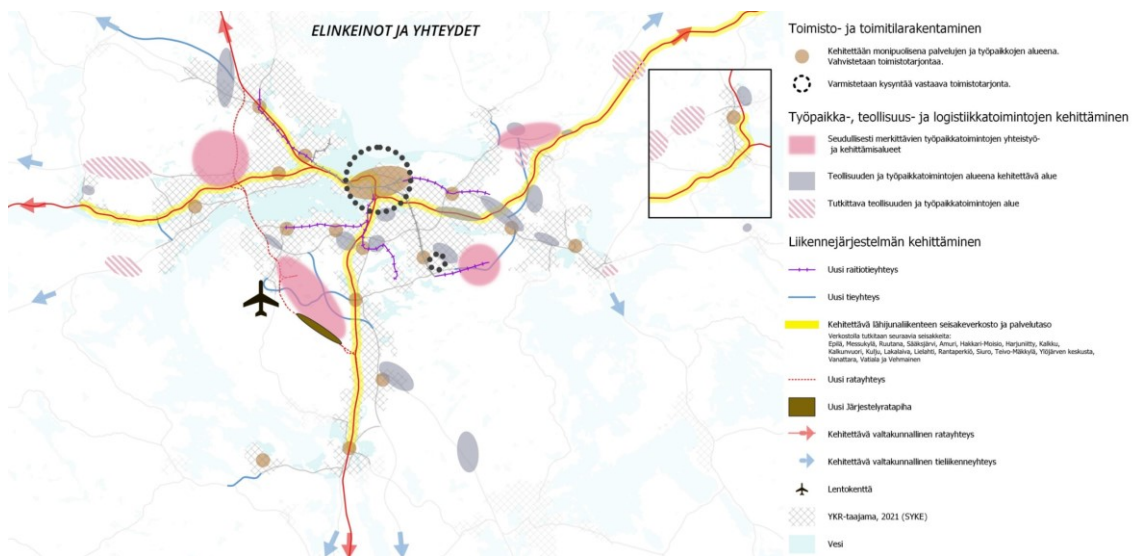 ELINKEINOT JA YHTEYDET
Toimisto- ja toimitilarakentaminen
Kehitettään monipuolisena palvelujen ja työpaikkojen alueena.
Vahvistetaan toimistotarjontaa.
Varmistetaan kysyntää vastaava toimistotarjonta.
Työpaikka-, teollisuus- ja logistiikkatoimintojen kehittäminen
Seudullisesti merkittävien työpaikkatoimintojen yhteistyö-
ja kehittämisalueet
Teollisuuden ja työpaikkatoimintojen alueena kehitettävä alue
Tutkittava teollisuuden ja työpaikkatoimintojen alue
Liikennejärjestelmän kehittäminen
Uusi raitiotieyhteys
Uusi tieyhteys
Kehitettävä lähijunaliikenteen seisakeverkosto ja palvelutaso
Verkostolla tutkitaan seuraavia seisakkeita:
Epilä, Messukylä, Ruutana, Sääksjärvi, Amuri, Hakkari-Moisio, Harjuniitty, Kalkku,
Kalkunvuori, Kulju, Lakalaiva, Lielahti, Rantaperkiö, Siuro, Teivo-Mäkkylä, Ylöjärven keskusta,
Vanattara, Vatiala ja Vehmainen
Uusi ratayhteys
Uusi Järjestelyratapiha
Kehitettävä valtakunnallinen ratayhteys
Kehitettävä valtakunnallinen tieliikenneyhteys
Lentokenttä
YKR-taajama, 2021 (SYKE)
Vesi